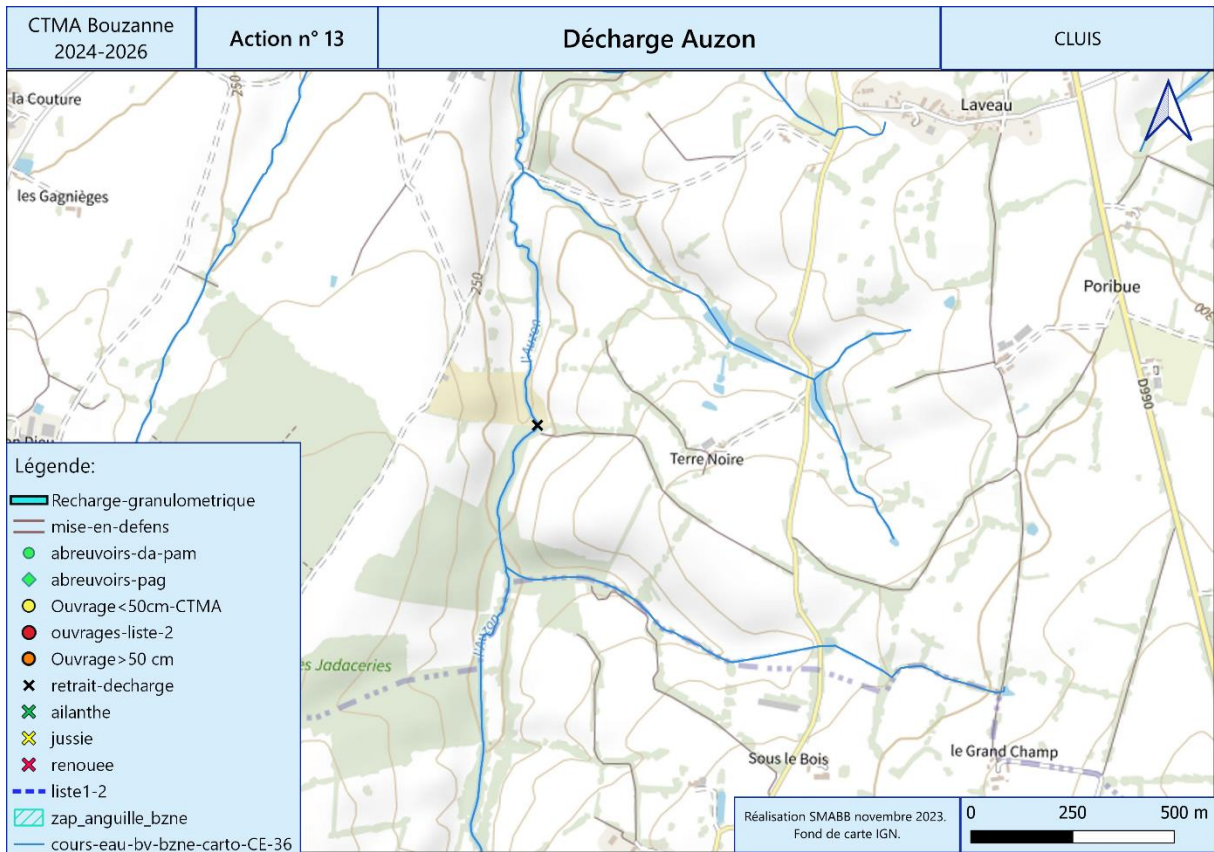 CTMA Bouzanne
2024-2026
Action n° 13
Décharge Auzon
CLUIS
la Couture
250
Laveau
les Gagnièges
250
Poribue
300
l'Auzon
D990
Terre Noire
Légende:
Recharge-granulometrique
mise-en-defens
abreuvoirs-da-pam
abreuvoirs-pag
Ouvrage<50cm-CTMA
ouvrages-liste-2
Ouvrage>50 cm
retrait-decharge
ailanthe
jussie
renouee
liste1-2
zap_anguille_bzne
cours-eau-bv-bzne-carto-CE-36
l'Auzon
es Jadaceries
Sous le Bois
le Grand Champ
Réalisation SMABB novembre 2023.
Fond de carte IGN.
0 250 500 m